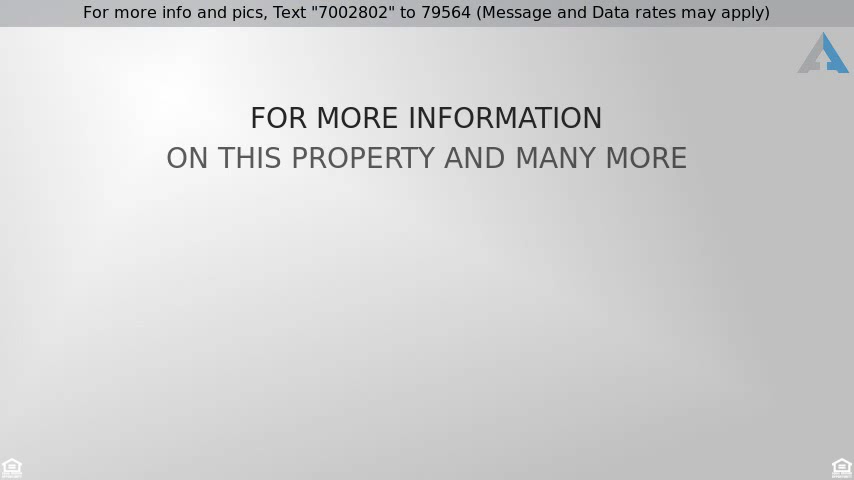 For more info and pics, Text "7002802" to 79564 (Message and Data rates may apply)
FOR MORE INFORMATION
ON THIS PROPERTY AND MANY MORE